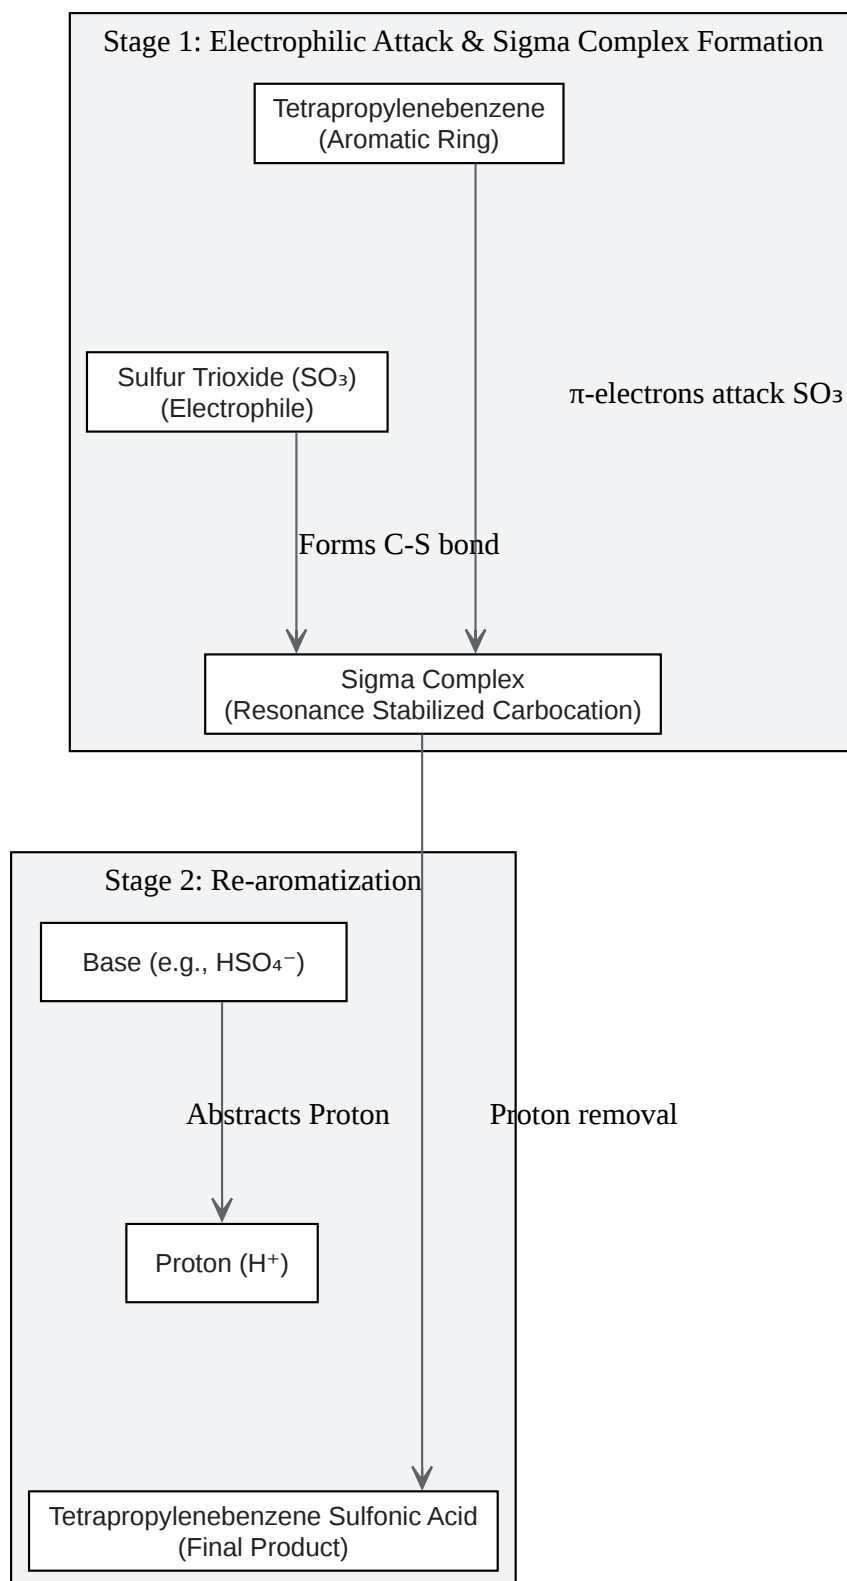 Stage 1: Electrophilic Attack & Sigma Complex Formation
Tetrapropylenebenzene
(Aromatic Ring)
Sulfur Trioxide (SO₃)
(Electrophile)
π-electrons attack SO₃
Forms C-S bond
Sigma Complex
(Resonance Stabilized Carbocation)
Stage 2: Re-aromatization
Base (e.g., HSO₄⁻)
Abstracts Proton
Proton removal
Proton (H⁺)
Tetrapropylenebenzene Sulfonic Acid
(Final Product)